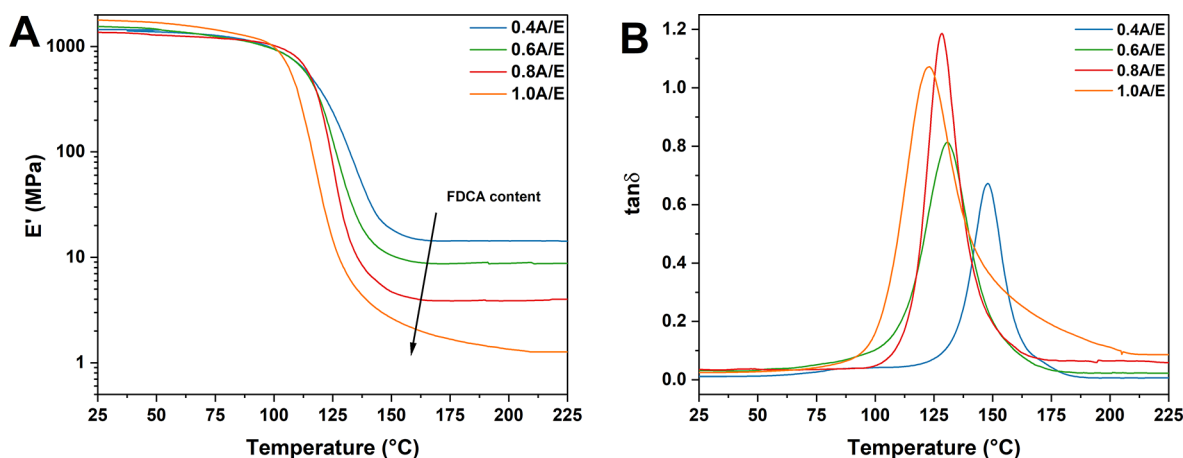 A
0.4A/E
0.6A/E
0.8A/E
1.0A/E
FDCA content
E' (MPa)
1000
100
10
1
25 50 75 100 125 150 175 200 225
Temperature (°C)
B
0.4A/E
0.6A/E
0.8A/E
1.0A/E
tanδ
1.2
1.0
0.8
0.6
0.4
0.2
0.0
25 50 75 100 125 150 175 200 225
Temperature (°C)